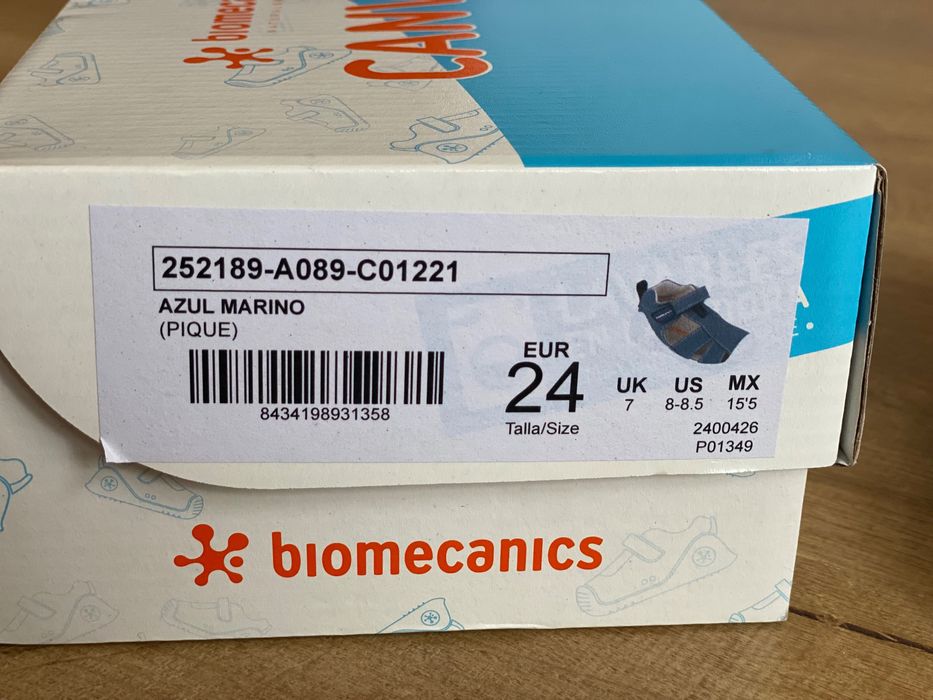 biomecanics
252189-A089-C01221
AZUL MARINO
(PIQUE)
8434198931358
EUR
24
Talla/Size
UK US MX
7 8-8.5 15'5
2400426
P01349
biomecanics